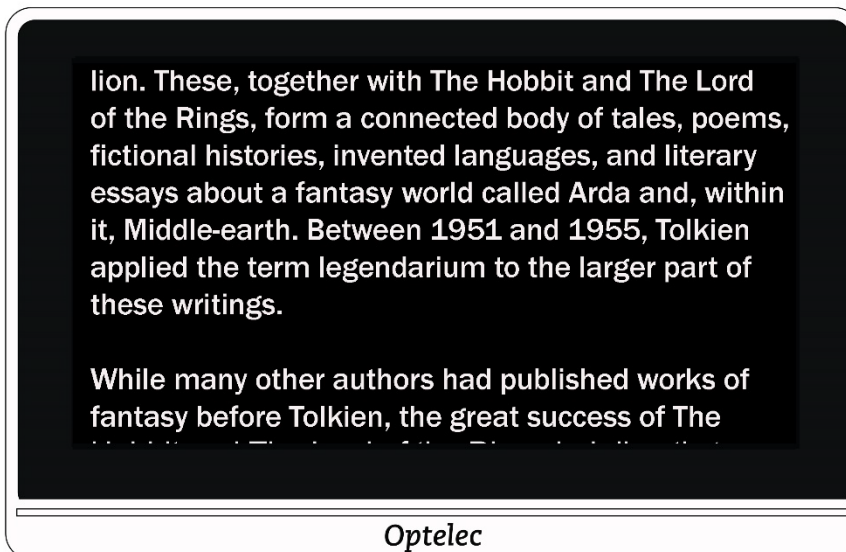 lion. These, together with The Hobbit and The Lord
of the Rings, form a connected body of tales, poems,
fictional histories, invented languages, and literary
essays about a fantasy world called Arda and, within
it, Middle-earth. Between 1951 and 1955, Tolkien
applied the term legendarium to the larger part of
these writings.
While many other authors had published works of
fantasy before Tolkien, the great success of The
Optelec